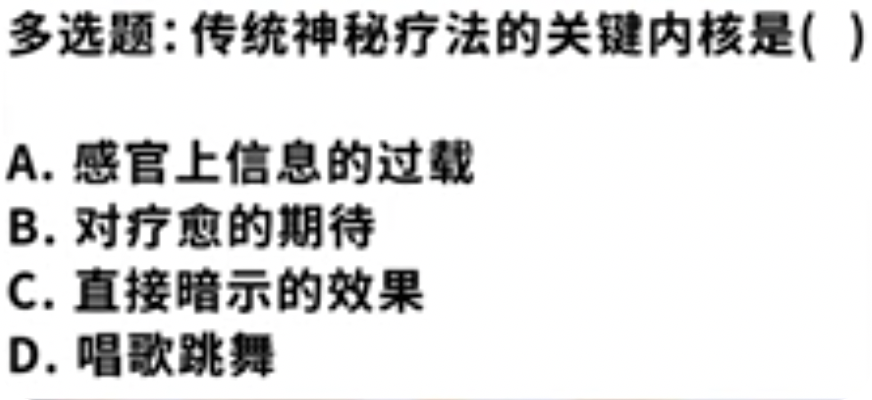 多选题：传统神秘疗法的关键内核是( )
A. 感官上信息的过载
B. 对疗愈的期待
C. 直接暗示的效果
D. 唱歌跳舞